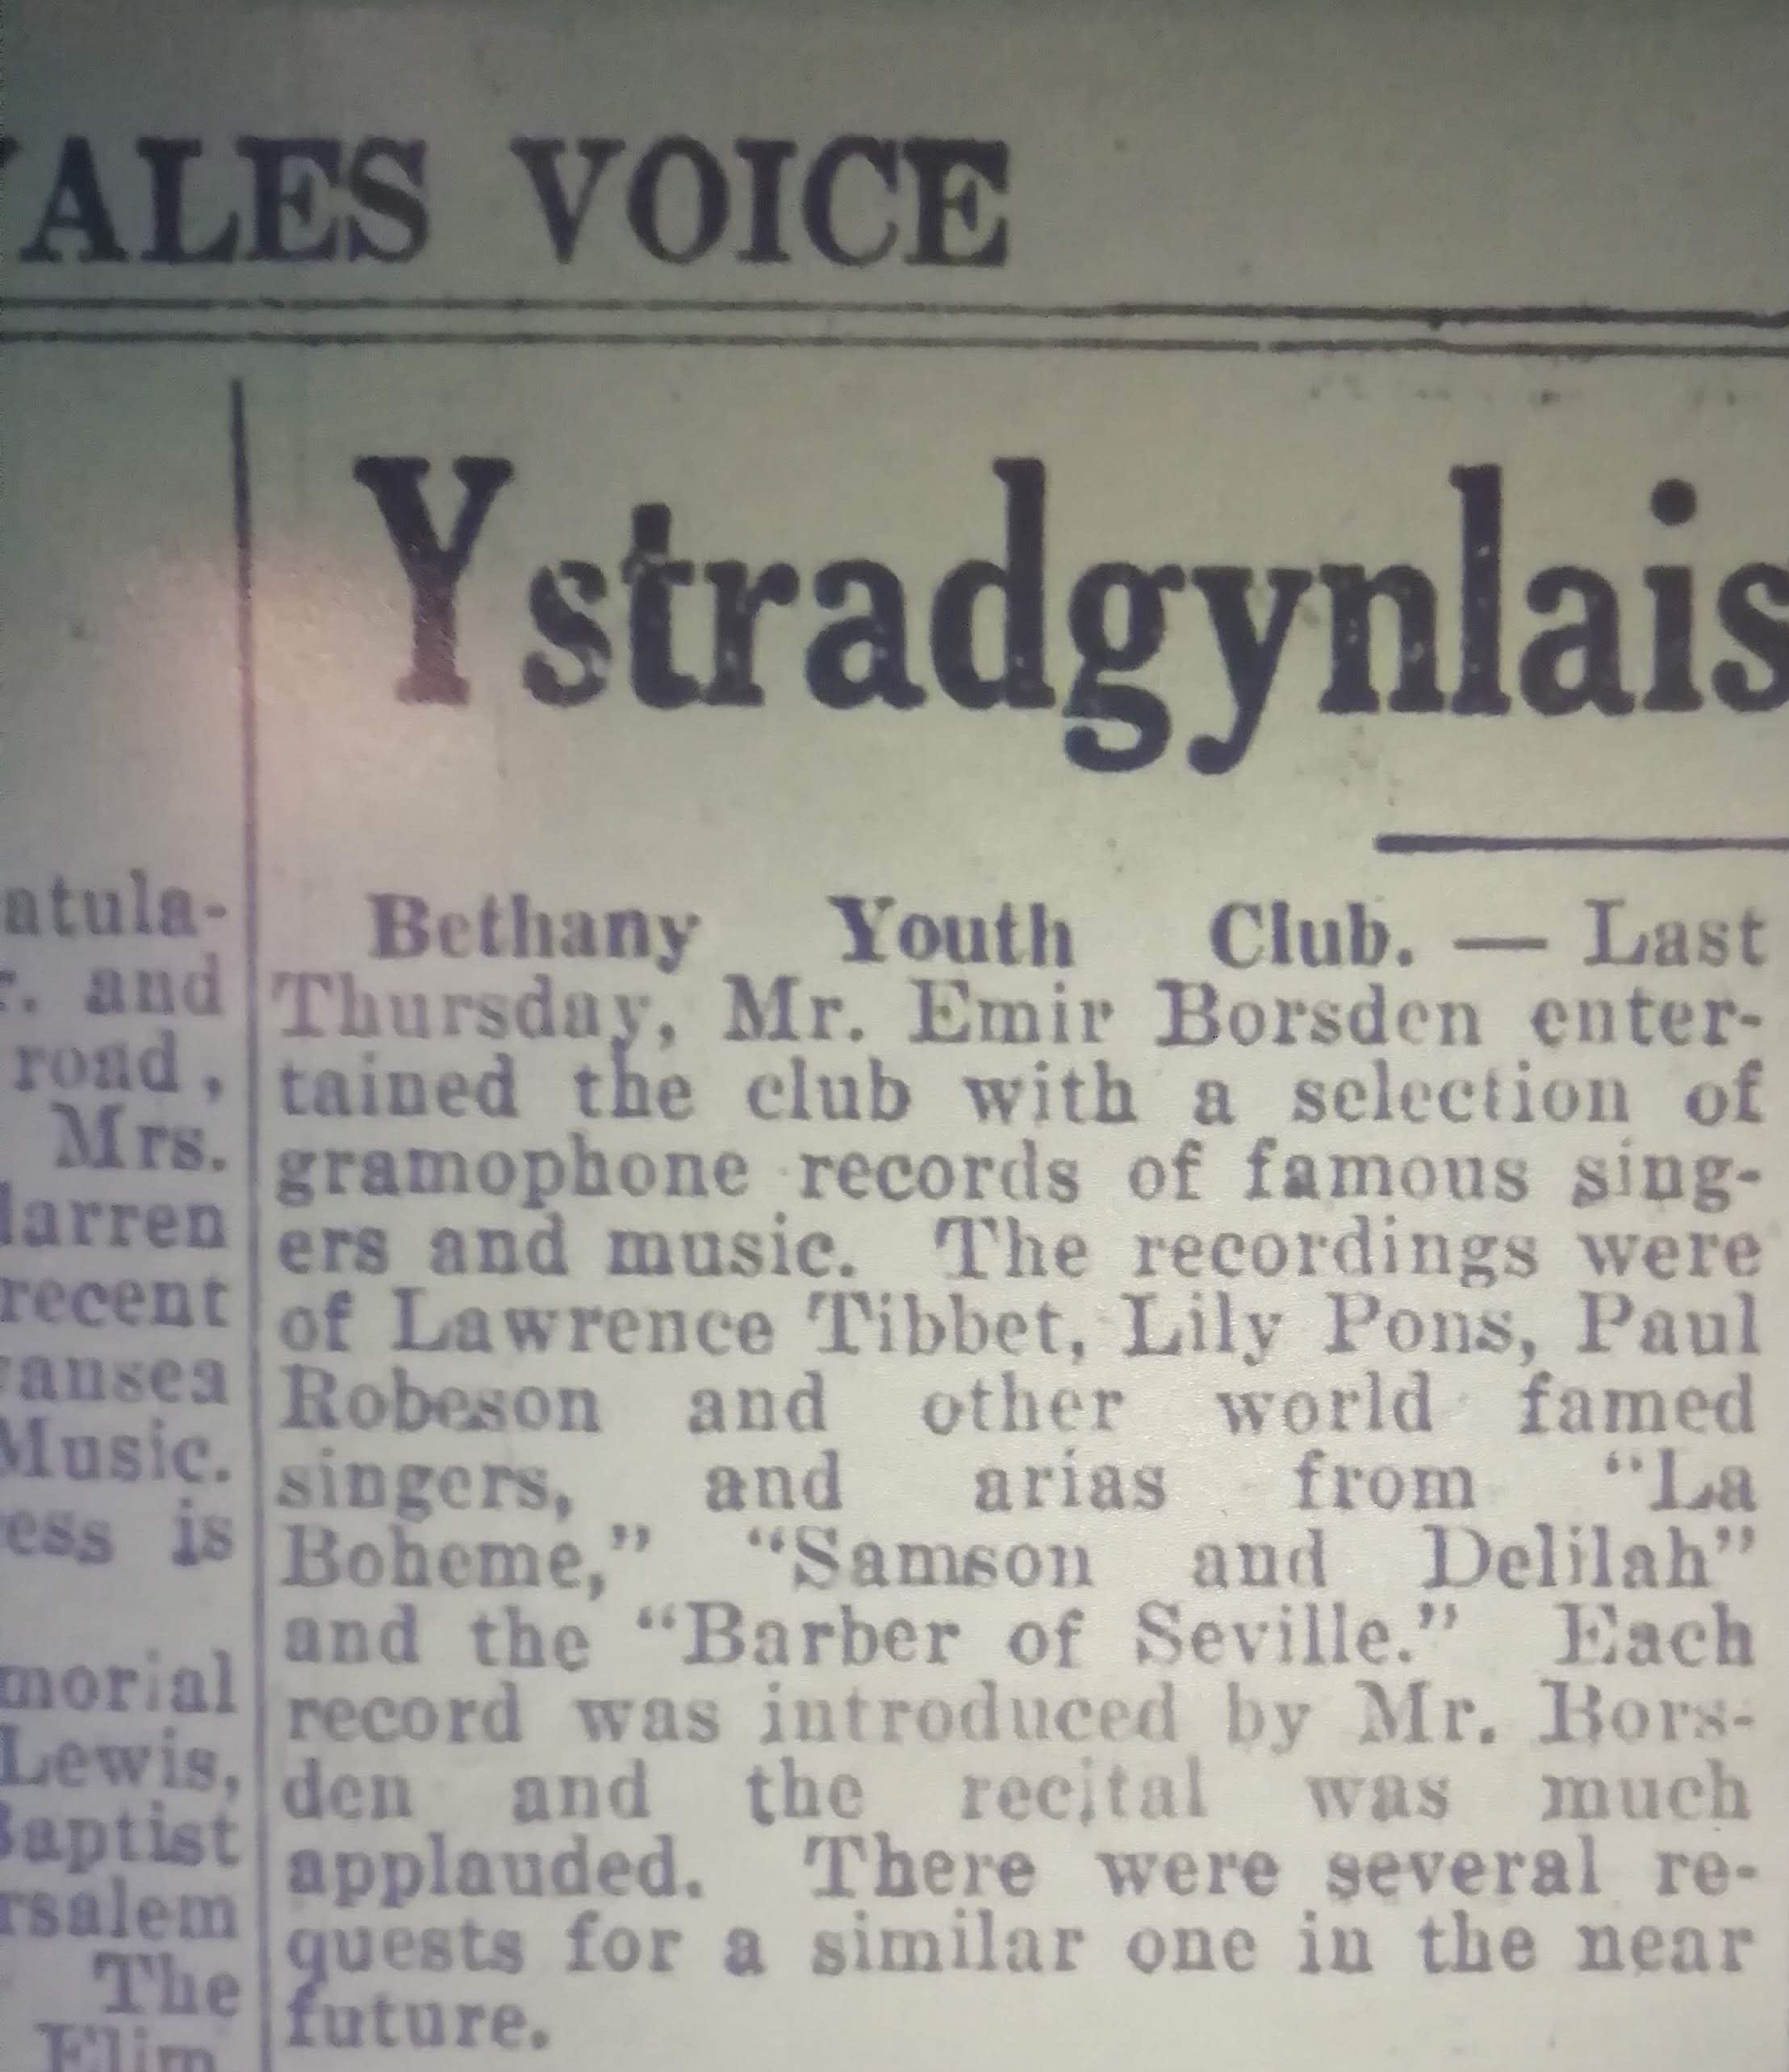 ALES VOICE
Ystradgynlais
atula-
r. and
road,
Mrs.
larren
recent
ansea
Music.
ess is
morial
Lewis,
Baptist
rsalem
The
Elim
Bethany Youth Club. — Last
Thursday, Mr. Emir Borsden enter-
tained the club with a selection of
gramophone records of famous sing-
ers and music. The recordings were
of Lawrence Tibbet, Lily Pons, Paul
Robeson and other world famed
singers, and arias from "La
Boheme," "Samson and Delilah"
and the "Barber of Seville." Each
record was introduced by Mr. Bors-
den and the recital was much
applauded. There were several re-
quests for a similar one in the near
future.